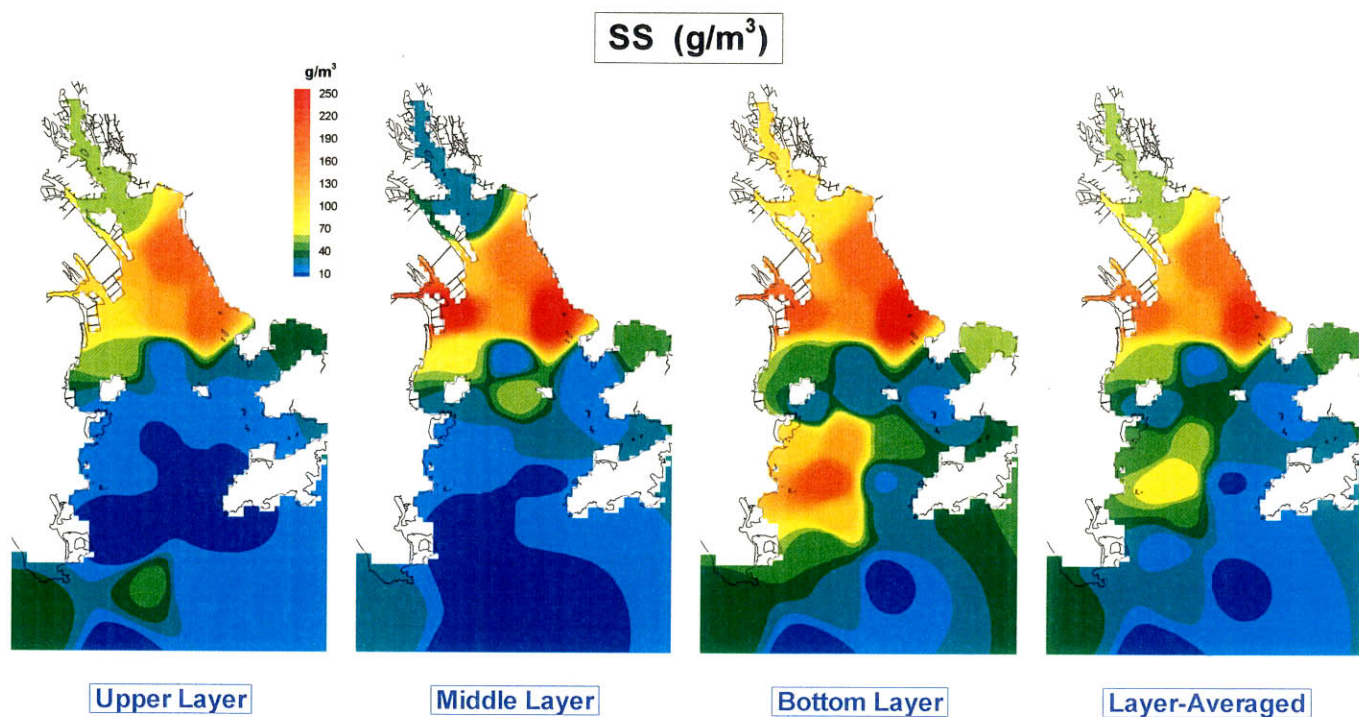 SS (g/m³)
g/m³
250
220
190
160
130
100
70
40
10
Upper Layer
Middle Layer
Bottom Layer
Layer-Averaged